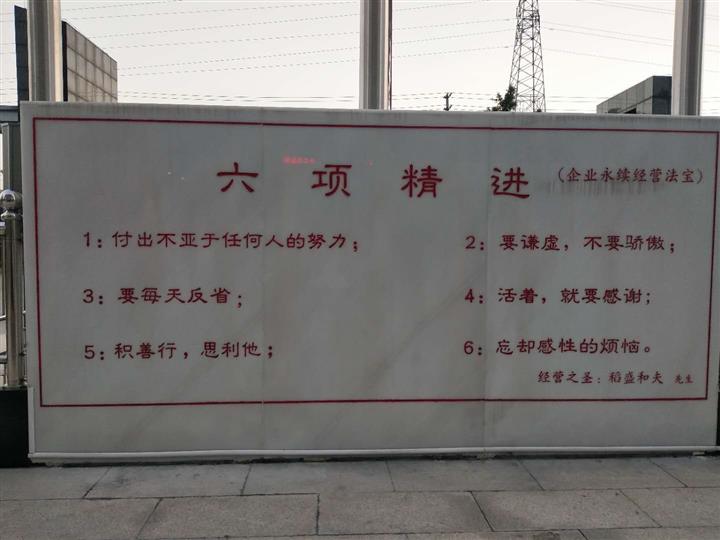 六项精进（企业永续经营法宝）
1：付出不亚于任何人的努力；
2：要谦虚，不要骄傲；
3：要每天反省；
4：活着，就要感谢；
5：积善行，思利他；
6：忘却感性的烦恼。
经营之圣：稻盛和夫 先生